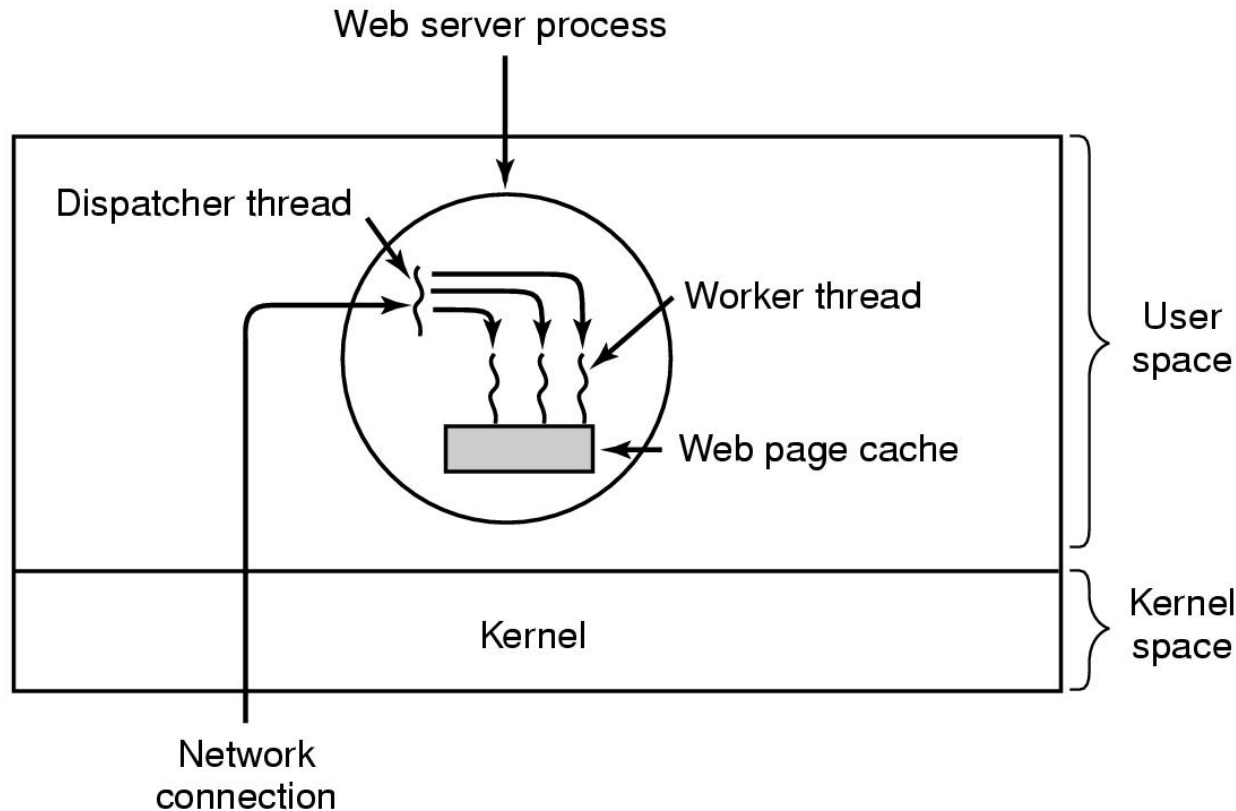 Web server process
Dispatcher thread
Worker thread
Web page cache
User
space
Kernel
Kernel
space
Network
connection